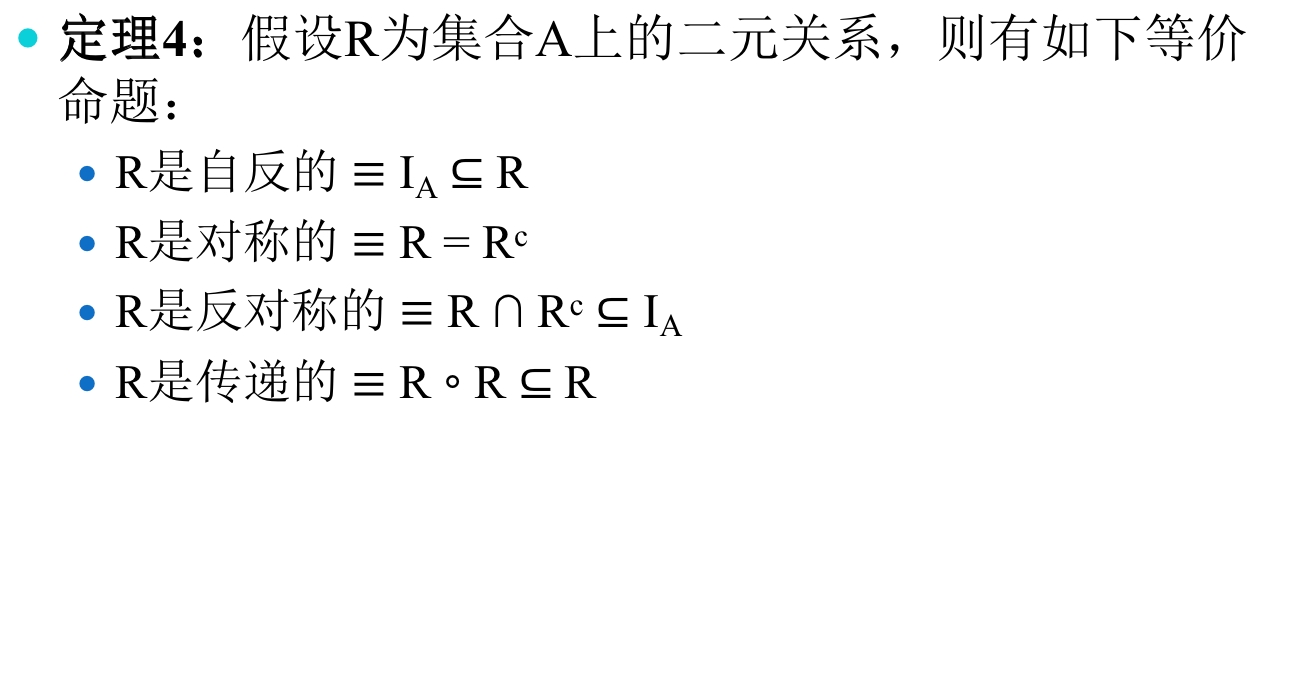 定理4：假设R为集合A上的二元关系，则有如下等价
命题：
R是自反的 ≡ I_A ⊆ R
R是对称的 ≡ R = Rᶜ
R是反对称的 ≡ R ∩ Rᶜ ⊆ I_A
R是传递的 ≡ R ∘ R ⊆ R